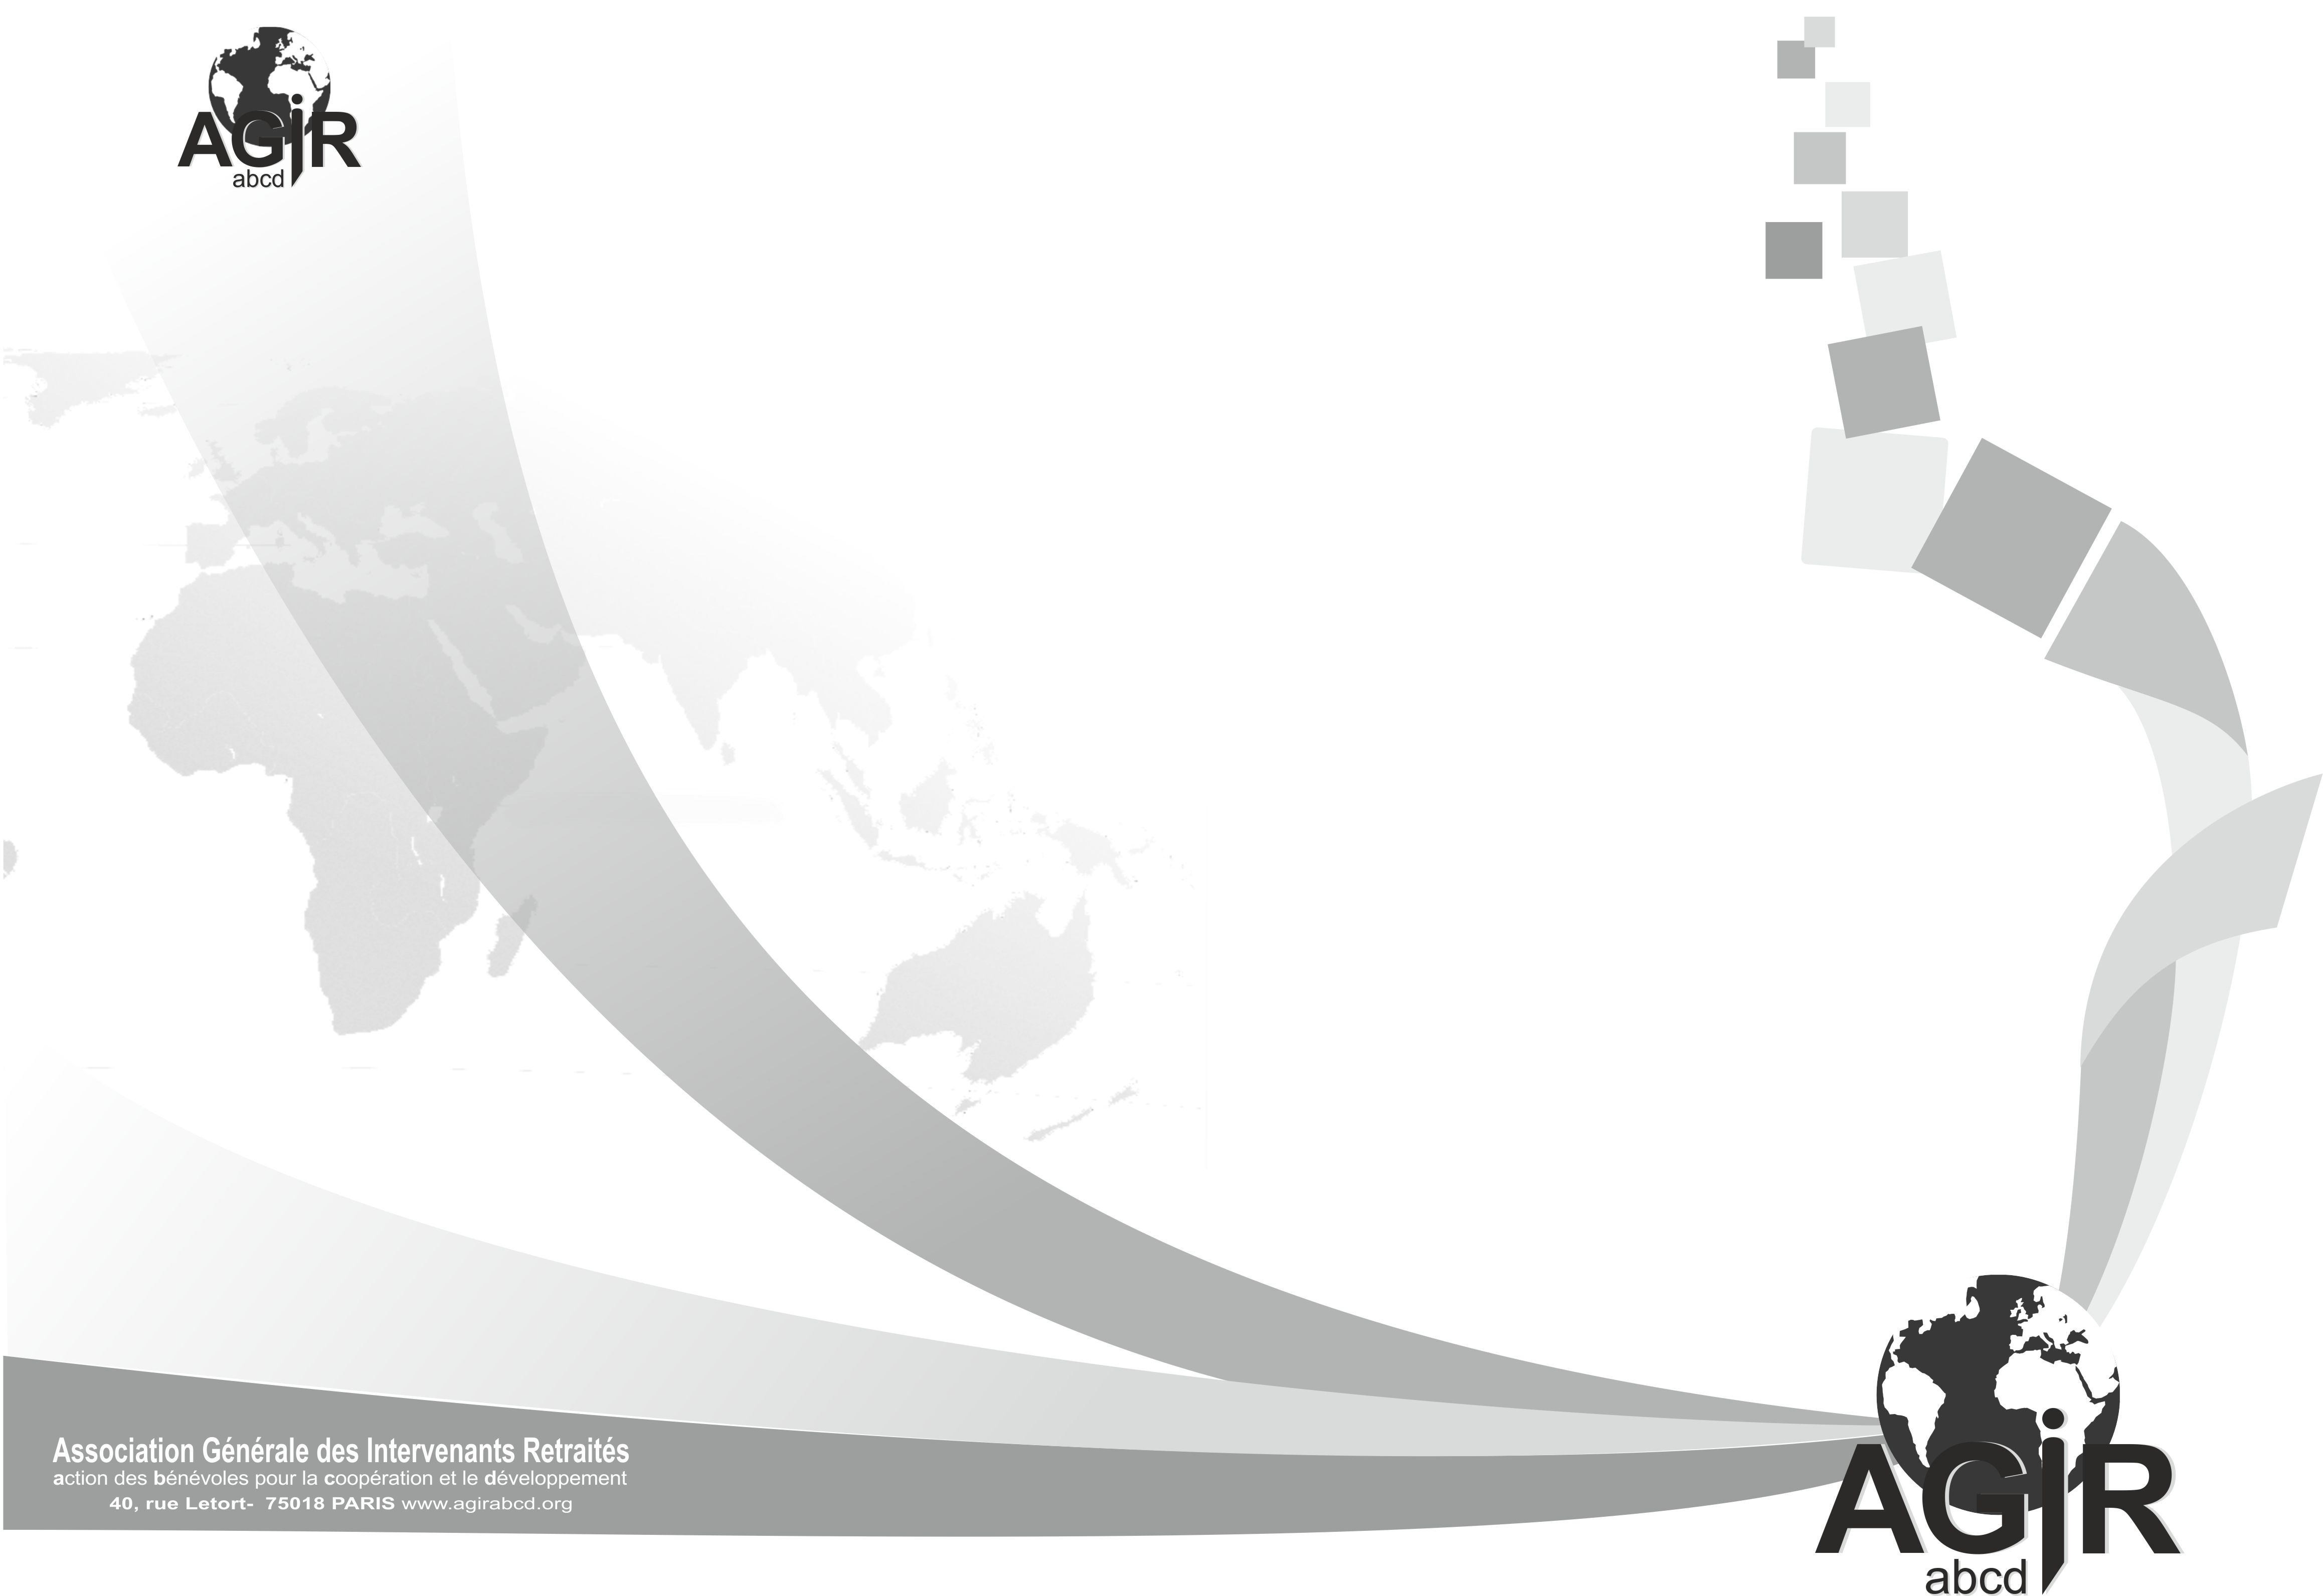 AGiR
abcd
Association Générale des Intervenants Retraités
action des bénévoles pour la coopération et le développement
40, rue Letort- 75018 PARIS www.agirabcd.org
AGiR
abcd